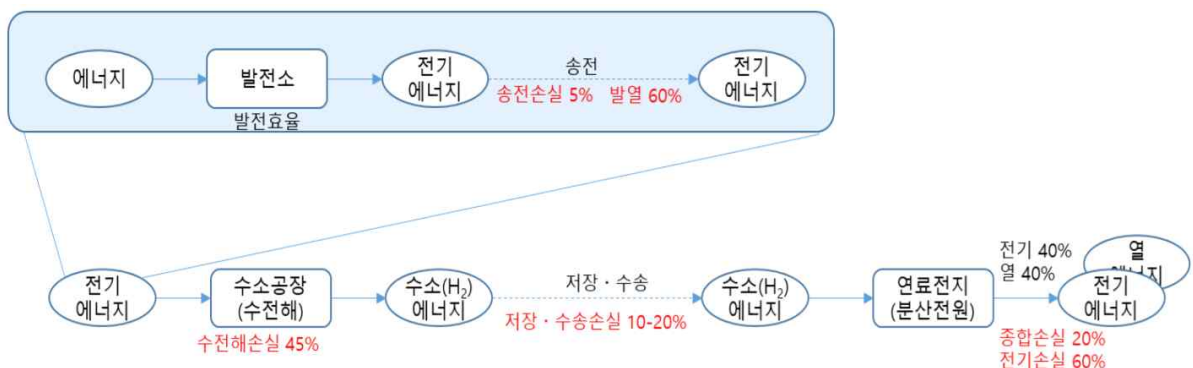 에너지
발전소
전기
에너지
송전
송전손실 5% 발열 60%
전기
에너지
발전효율
전기
에너지
수소공장
(수전해)
수전해손실 45%
수소(H₂)
에너지
저장 · 수송
저장 · 수송손실 10-20%
수소(H₂)
에너지
연료전지
(분산전원)
전기 40%
열 40%
열
에너지
전기
에너지
종합손실 20%
전기손실 60%